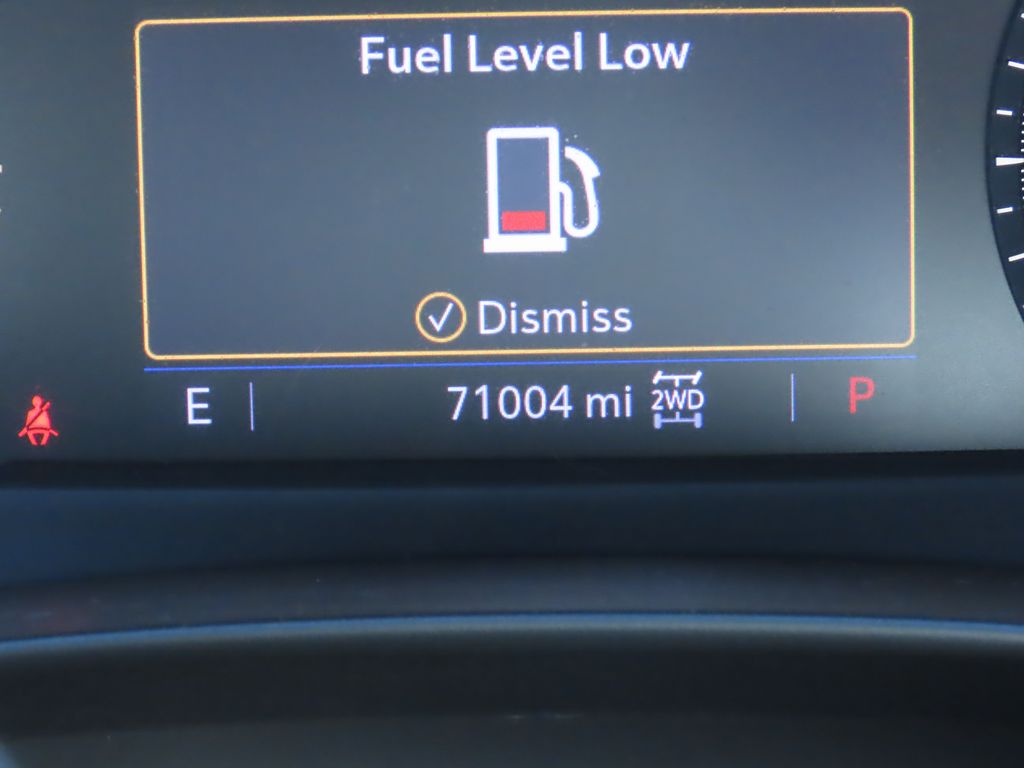 Fuel Level Low
Dismiss
E 71004 mi 2WD P